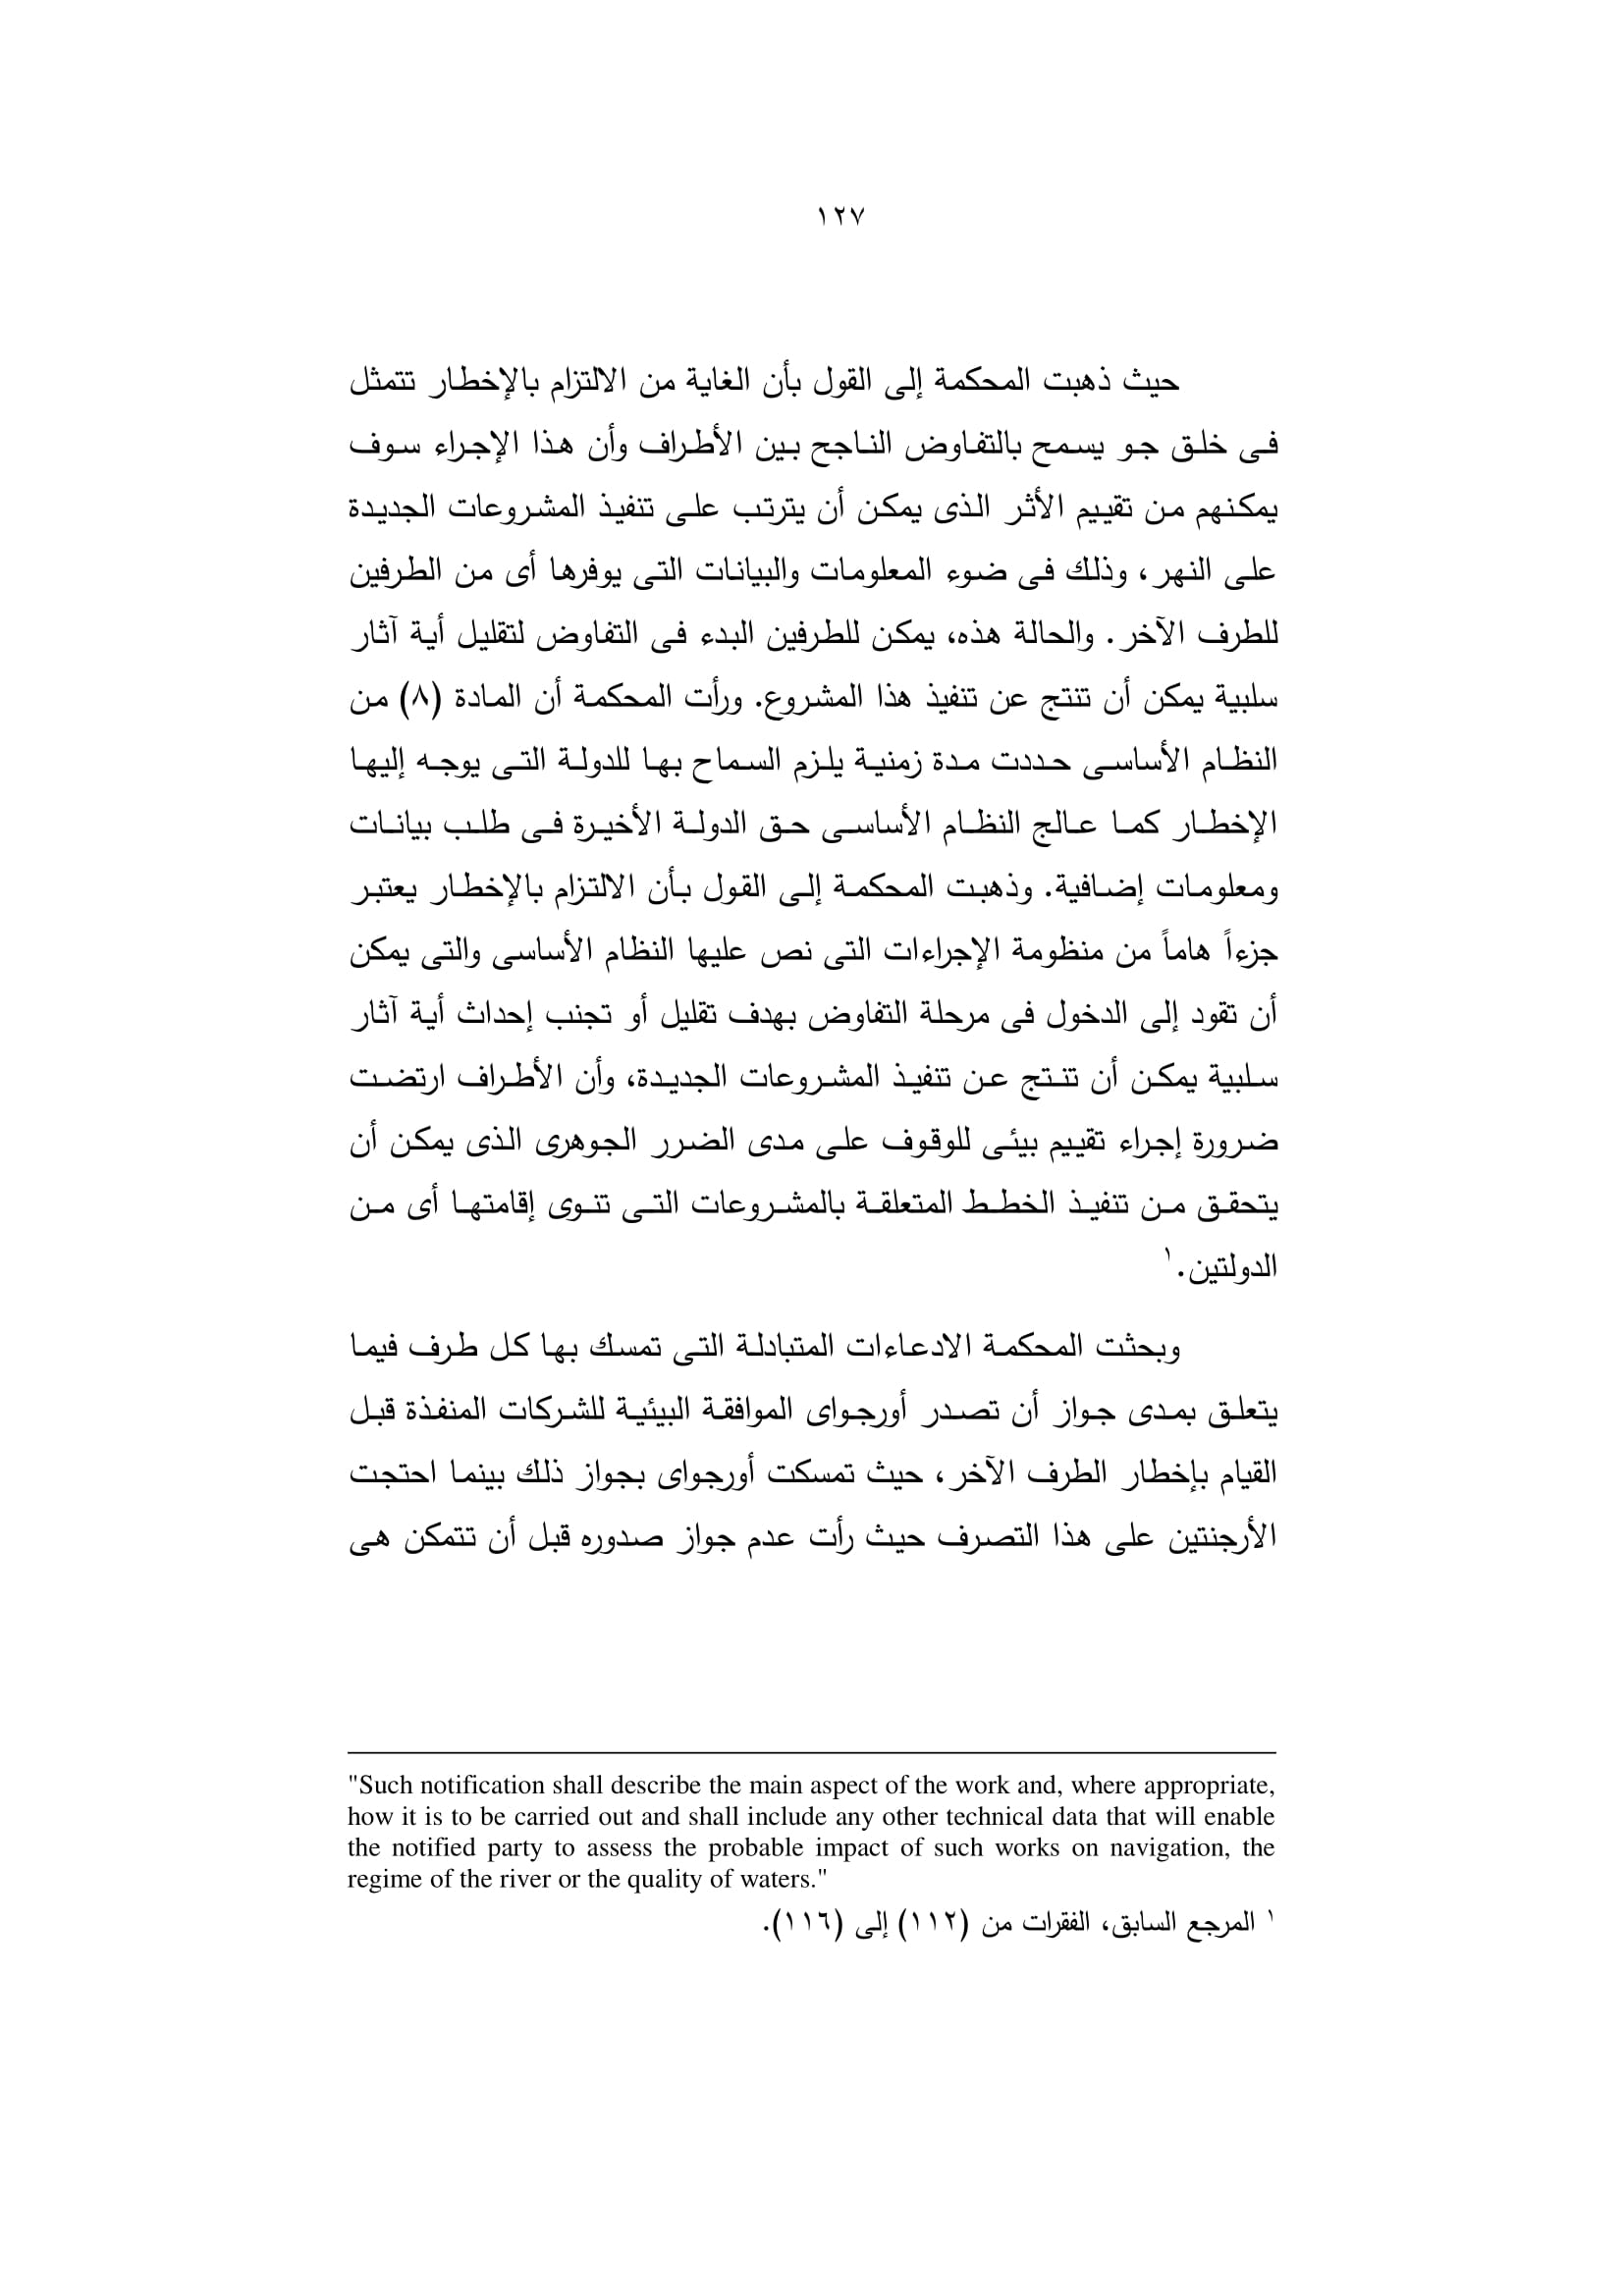 ١٢٧
حيث ذهبت المحكمة إلى القول بأن الغاية من الالتزام بالإخطار تتمثل
فى خلق جو يسمح بالتفاوض الناجح بين الأطراف وأن هذا الإجراء سوف
يمكنهم من تقييم الأثر الذى يمكن أن يترتب على تنفيذ المشروعات الجديدة
على النهر، وذلك فى ضوء المعلومات والبيانات التى يوفرها أى من الطرفين
للطرف الآخر. والحالة هذه، يمكن للطرفين البدء فى التفاوض لتقليل أية آثار
سلبية يمكن أن تنتج عن تنفيذ هذا المشروع. ورأت المحكمة أن المادة (٨) من
النظام الأساسى حددت مدة زمنية يلزم السماح بها للدولة التى يوجه إليها
الإخطار كما عالج النظام الأساسى حق الدولة الأخيرة فى طلب بيانات
ومعلومات إضافية. وذهبت المحكمة إلى القول بأن الالتزام بالإخطار يعتبر
جزءاً هاماً من منظومة الإجراءات التى نص عليها النظام الأساسى والتى يمكن
أن تقود إلى الدخول فى مرحلة التفاوض بهدف تقليل أو تجنب إحداث أية آثار
سلبية يمكن أن تنتج عن تنفيذ المشروعات الجديدة، وأن الأطراف ارتضت
ضرورة إجراء تقييم بيئى للوقوف على مدى الضرر الجوهرى الذى يمكن أن
يتحقق من تنفيذ الخطط المتعلقة بالمشروعات التى تنوى إقامتها أى من
الدولتين.١
وبحثت المحكمة الادعاءات المتبادلة التى تمسك بها كل طرف فيما
يتعلق بمدى جواز أن تصدر أورجواى الموافقة البيئية للشركات المنفذة قبل
القيام بإخطار الطرف الآخر، حيث تمسكت أورجواى بجواز ذلك بينما احتجت
الأرجنتين على هذا التصرف حيث رأت عدم جواز صدوره قبل أن تتمكن هى
"Such notification shall describe the main aspect of the work and, where appropriate,
how it is to be carried out and shall include any other technical data that will enable
the notified party to assess the probable impact of such works on navigation, the
regime of the river or the quality of waters."
١ المرجع السابق، الفقرات من (١١٢) إلى (١١٦).